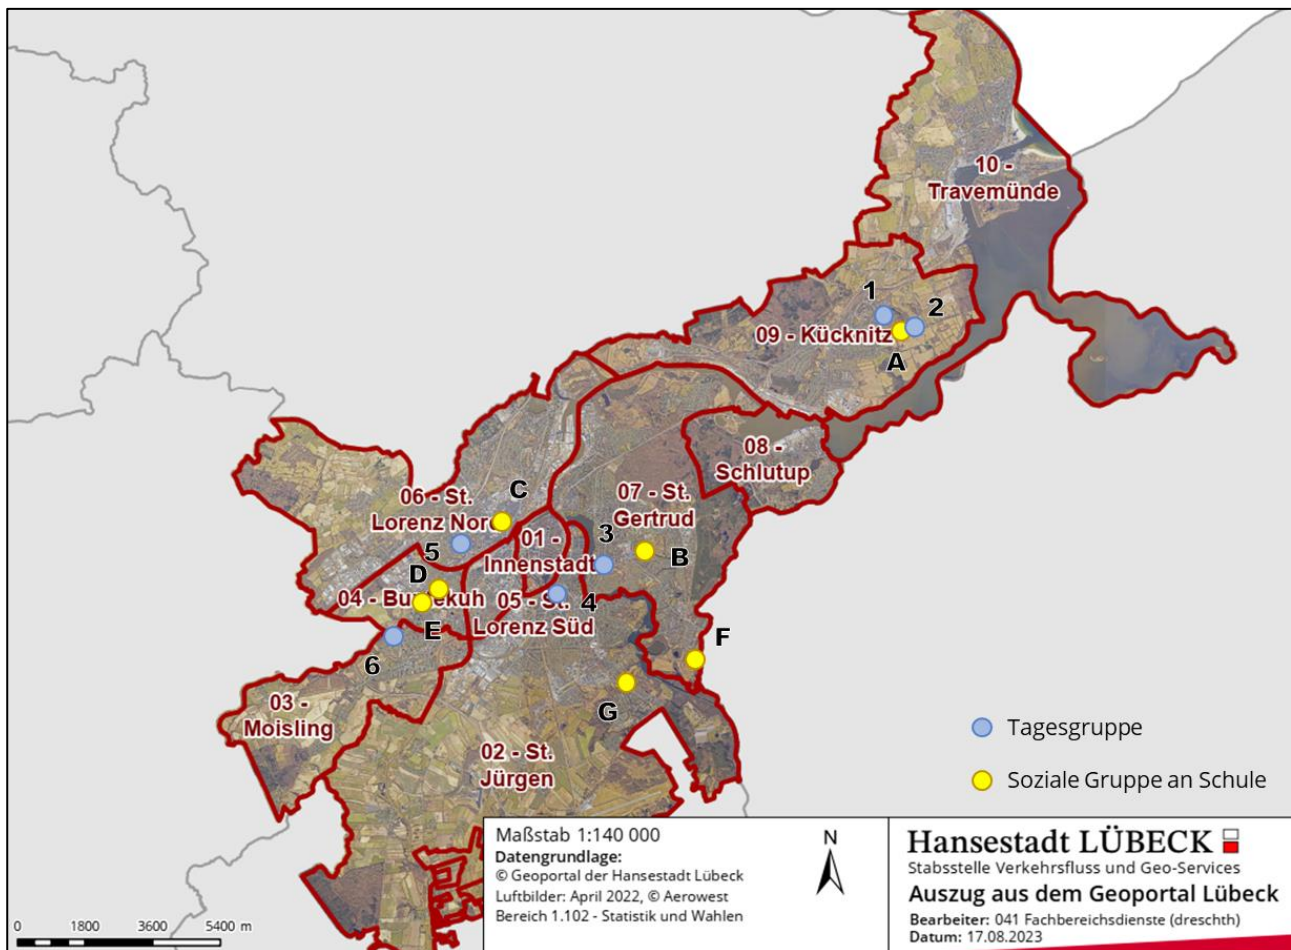 10 -
Travemünde
1
2
09 - Kücknitz
A
08 -
Schlutup
06 - St.
Lorenz Nord
C
07 - St.
Gertrud
3
B
01 -
Innenstadt
5
D
04 - Buntekuh
4
05 - St.
Lorenz Süd
E
F
6
G
03 -
Moisling
02 - St.
Jürgen
Tagesgruppe
Soziale Gruppe an Schule
Maßstab 1:140 000
Datengrundlage:
© Geoportal der Hansestadt Lübeck
Luftbilder: April 2022, © Aerowest
Bereich 1.102 - Statistik und Wahlen
N
Hansestadt LÜBECK
Stabsstelle Verkehrsfluss und Geo-Services
Auszug aus dem Geoportal Lübeck
Bearbeiter: 041 Fachbereichsdienste (dreschth)
Datum: 17.08.2023
0 1800 3600 5400 m